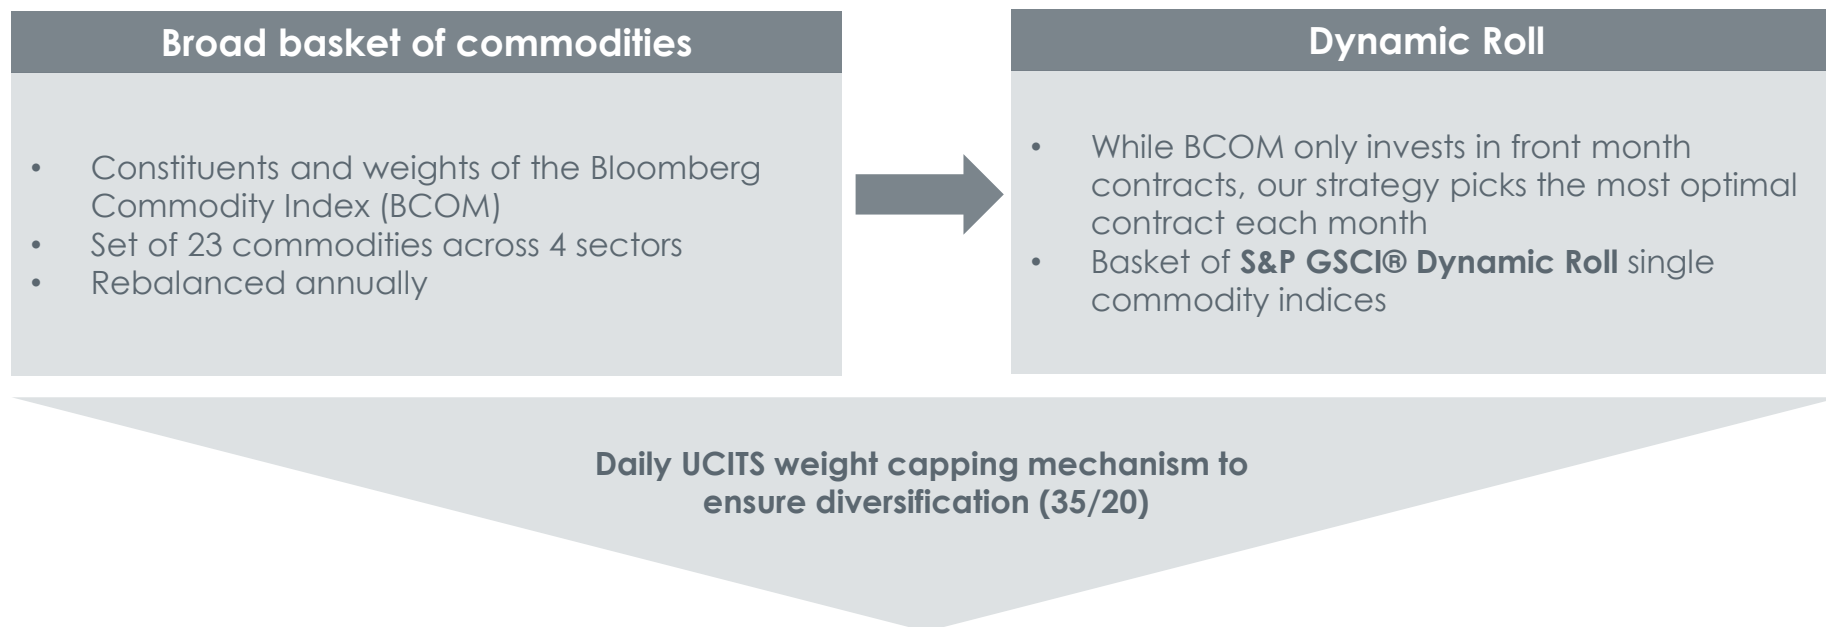 Broad basket of commodities
• Constituents and weights of the Bloomberg
Commodity Index (BCOM)
• Set of 23 commodities across 4 sectors
• Rebalanced annually
Dynamic Roll
• While BCOM only invests in front month
contracts, our strategy picks the most optimal
contract each month
• Basket of S&P GSCI® Dynamic Roll single
commodity indices
Daily UCITS weight capping mechanism to
ensure diversification (35/20)